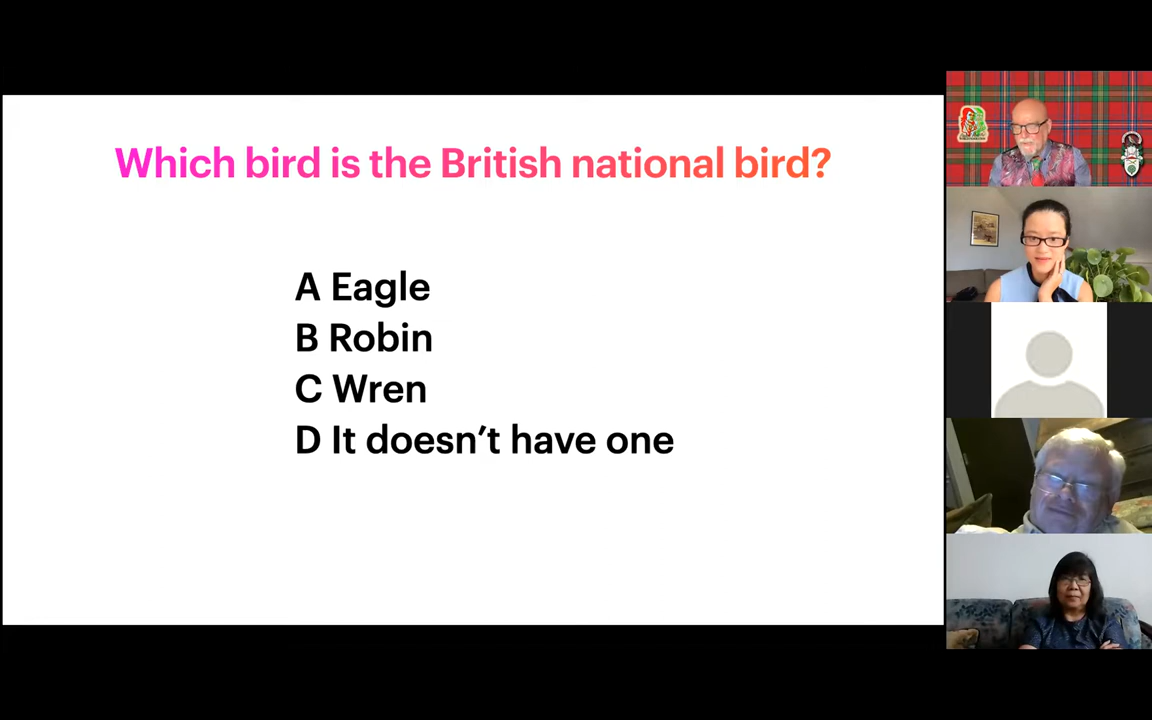 Which bird is the British national bird?
A Eagle
B Robin
C Wren
D It doesn’t have one